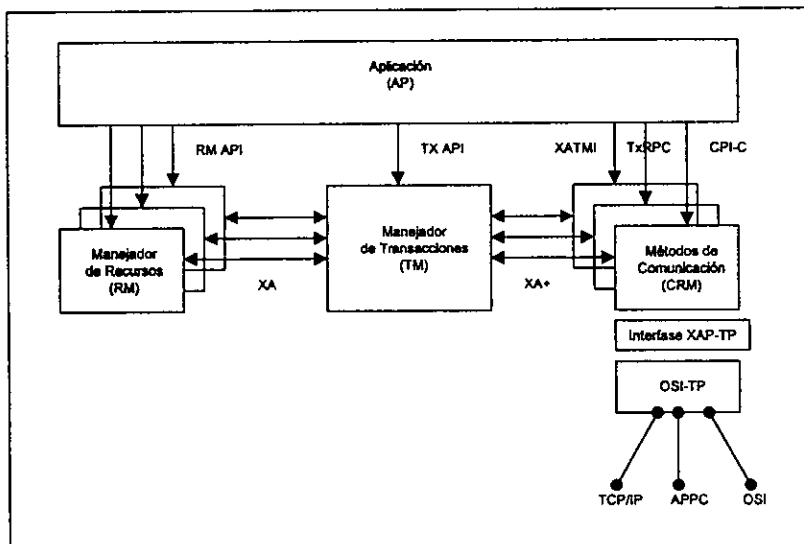 Aplicación
(AP)
RM API
TX API
XATMI
TxRPC
CPI-C
Manejador
de Recursos
(RM)
XA
Manejador
de Transacciones
(TM)
XA+
Métodos de
Comunicación
(CRM)
Interfase XAP-TP
OSI-TP
TCP/IP
APPC
OSI